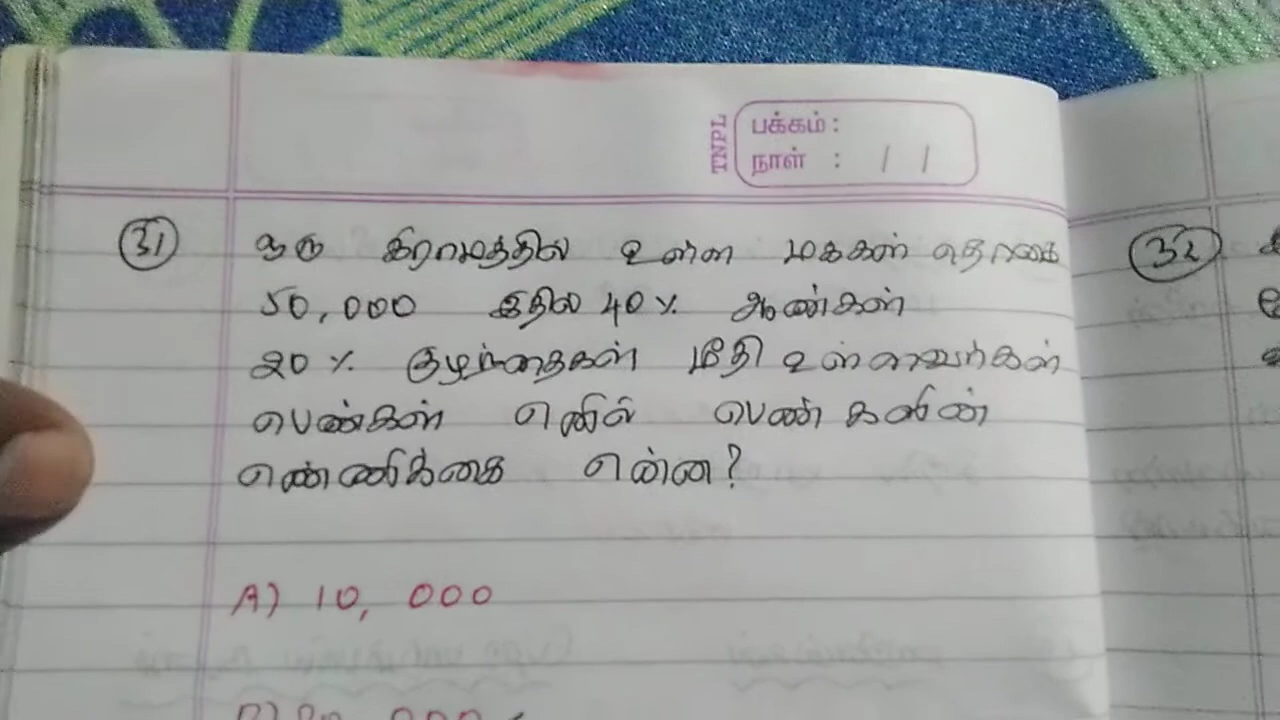 TNPL
பக்கம் :
நாள் : / /
31 ஒரு கிராமத்தில் உள்ள மக்கள் தொகை
50,000 இதில் 40% ஆண்கள்
20% குழந்தைகள் மீதி உள்ளவர்கள்
பெண்கள் எனில் பெண்களின்
எண்ணிக்கை என்ன?
A) 10,000
32